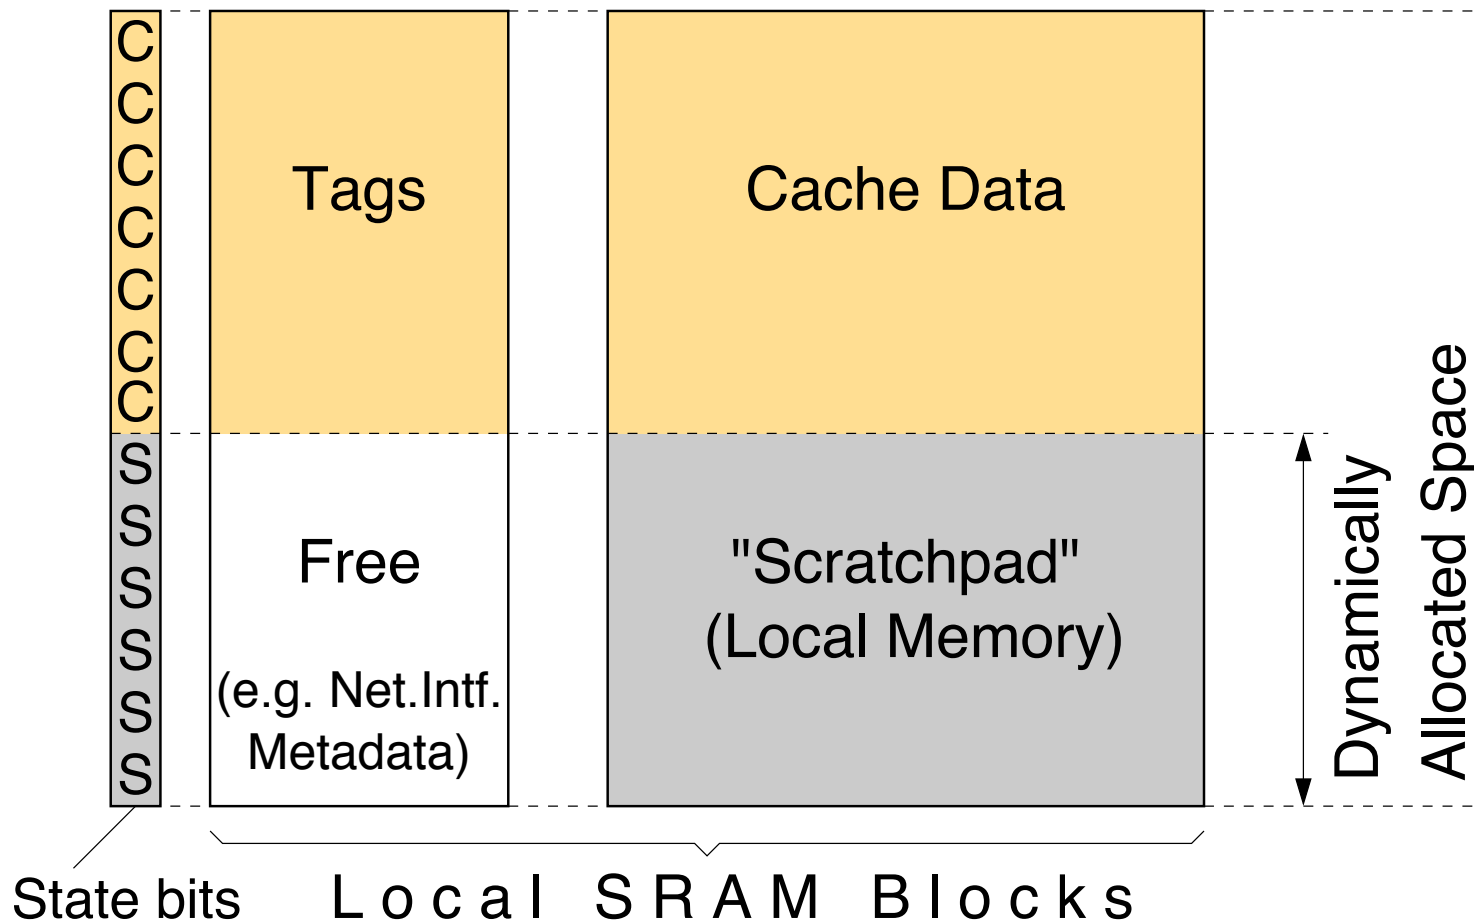 C
C
C
C
C
C
C
S
S
S
S
S
S
Tags
Cache Data
Free
(e.g. Net.Intf.
Metadata)
"Scratchpad"
(Local Memory)
Dynamically
Allocated Space
State bits
Local SRAM Blocks